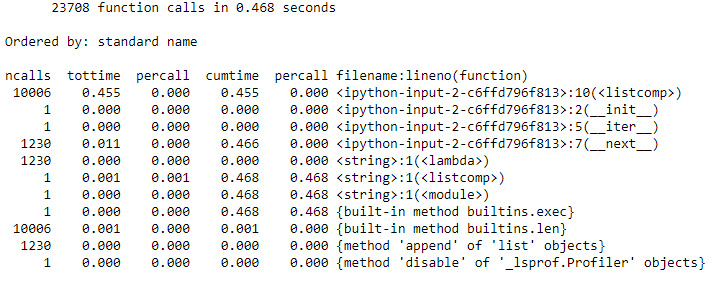 23708 function calls in 0.468 seconds
Ordered by: standard name
ncalls tottime percall cumtime percall filename:lineno(function)
10006 0.455 0.000 0.455 0.000 <ipython-input-2-c6ffd796f813>:10(<listcomp>)
1 0.000 0.000 0.000 0.000 <ipython-input-2-c6ffd796f813>:2(__init__)
1 0.000 0.000 0.000 0.000 <ipython-input-2-c6ffd796f813>:5(__iter__)
1230 0.011 0.000 0.466 0.000 <ipython-input-2-c6ffd796f813>:7(__next__)
1230 0.000 0.000 0.000 0.000 <string>:1(<lambda>)
1 0.001 0.001 0.468 0.468 <string>:1(<listcomp>)
1 0.000 0.000 0.468 0.468 <string>:1(<module>)
1 0.000 0.000 0.468 0.468 {built-in method builtins.exec}
10006 0.001 0.000 0.001 0.000 {built-in method builtins.len}
1230 0.000 0.000 0.000 0.000 {method 'append' of 'list' objects}
1 0.000 0.000 0.000 0.000 {method 'disable' of '_lsprof.Profiler' objects}